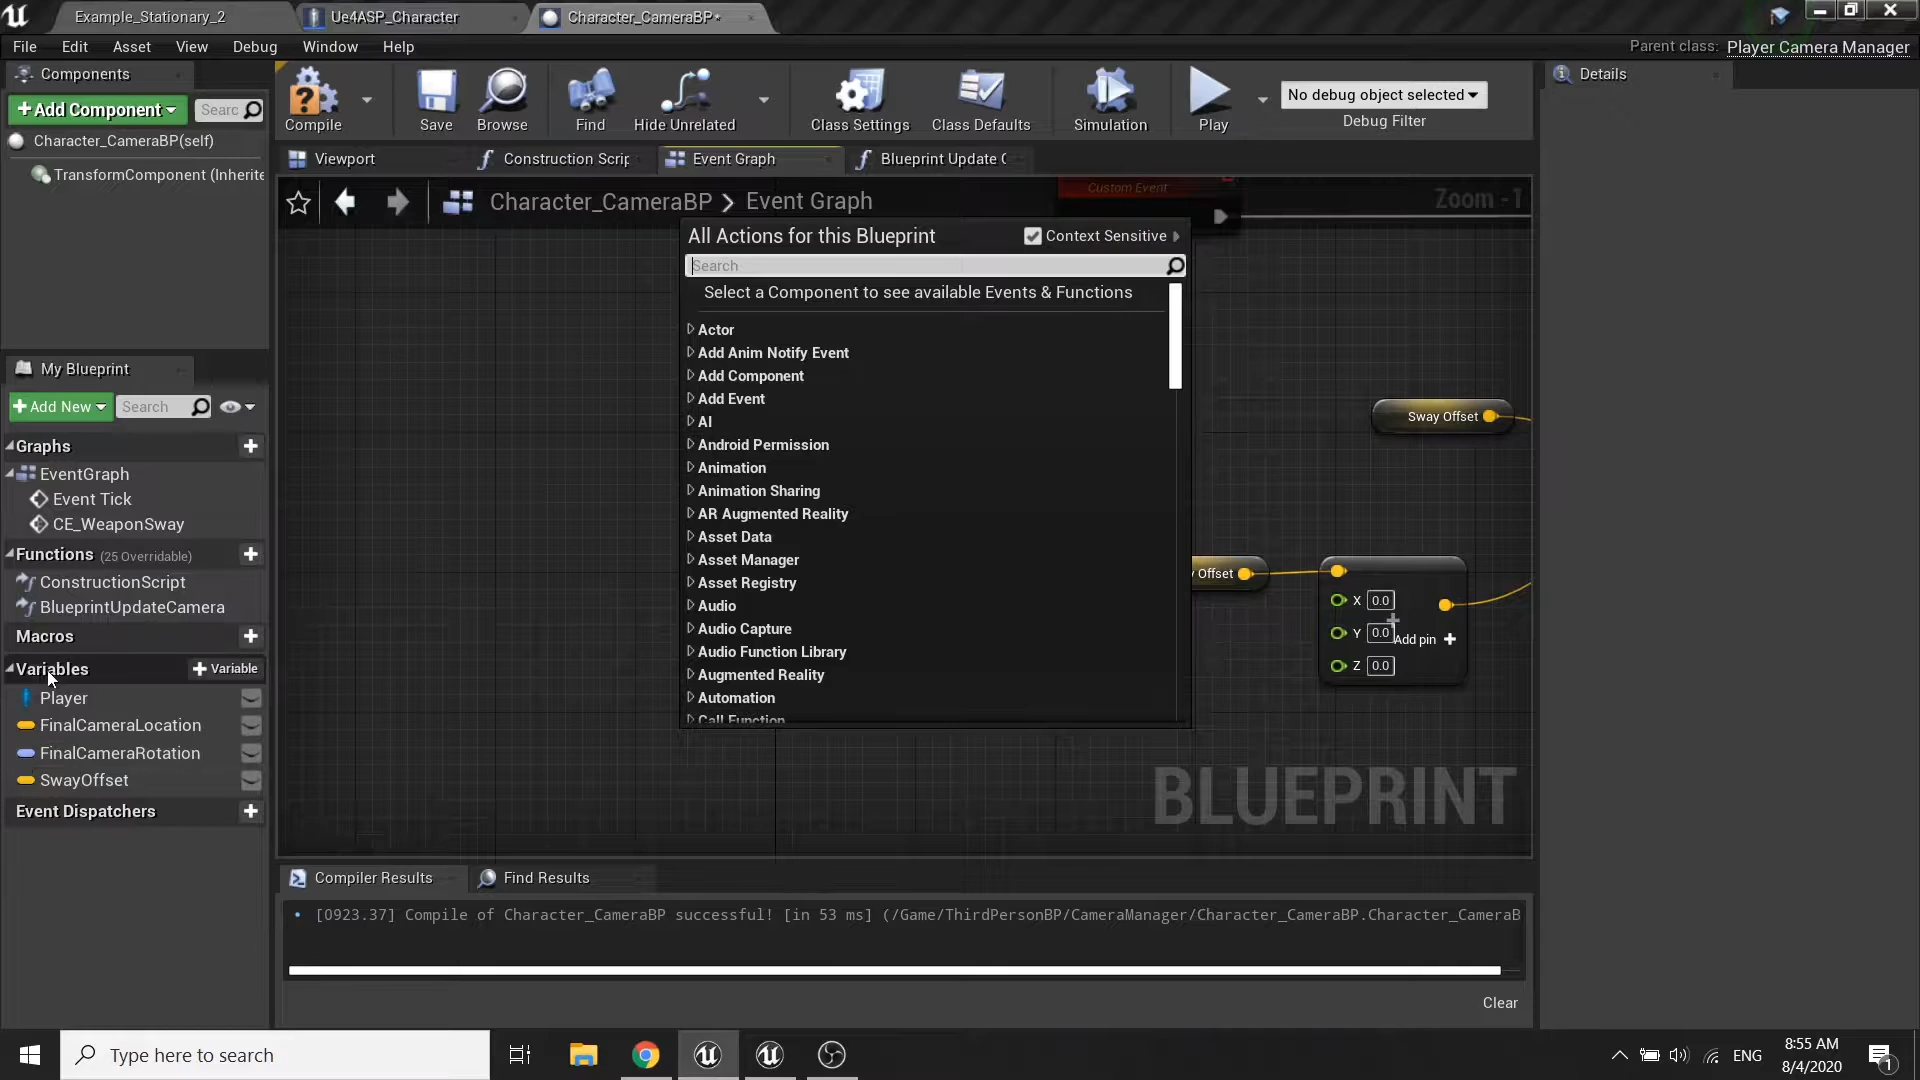 Example_Stationary_2
Ue4ASP_Character
Character_CameraBP*
File Edit Asset View Debug Window Help
Parent class: Player Camera Manager
Components
+Add Component
Searc
Character_CameraBP(self)
TransformComponent (Inherite
Compile
Save
Browse
Find
Hide Unrelated
Class Settings
Class Defaults
Simulation
Play
No debug object selected
Debug Filter
Details
Viewport
Construction Scrip
Event Graph
Blueprint Update C
Character_CameraBP > Event Graph
Custom Event
Zoom -1
All Actions for this Blueprint
Context Sensitive
Search
Select a Component to see available Events & Functions
Actor
Add Anim Notify Event
Add Component
Add Event
AI
Android Permission
Animation
Animation Sharing
AR Augmented Reality
Asset Data
Asset Manager
Asset Registry
Audio
Audio Capture
Audio Function Library
Augmented Reality
Automation
Call Function
Sway Offset
y Offset
X 0.0
Y 0.0
Z 0.0
Add pin +
BLUEPRINT
My Blueprint
+Add New
Search
Graphs
EventGraph
Event Tick
CE_WeaponSway
Functions (25 Overridable)
ConstructionScript
BlueprintUpdateCamera
Macros
Variables
+ Variable
Player
FinalCameraLocation
FinalCameraRotation
SwayOffset
Event Dispatchers
Compiler Results
Find Results
[0923.37] Compile of Character_CameraBP successful! [in 53 ms] (/Game/ThirdPersonBP/CameraManager/Character_CameraBP.Character_CameraB
Clear
Type here to search
ENG
8:55 AM
8/4/2020
1